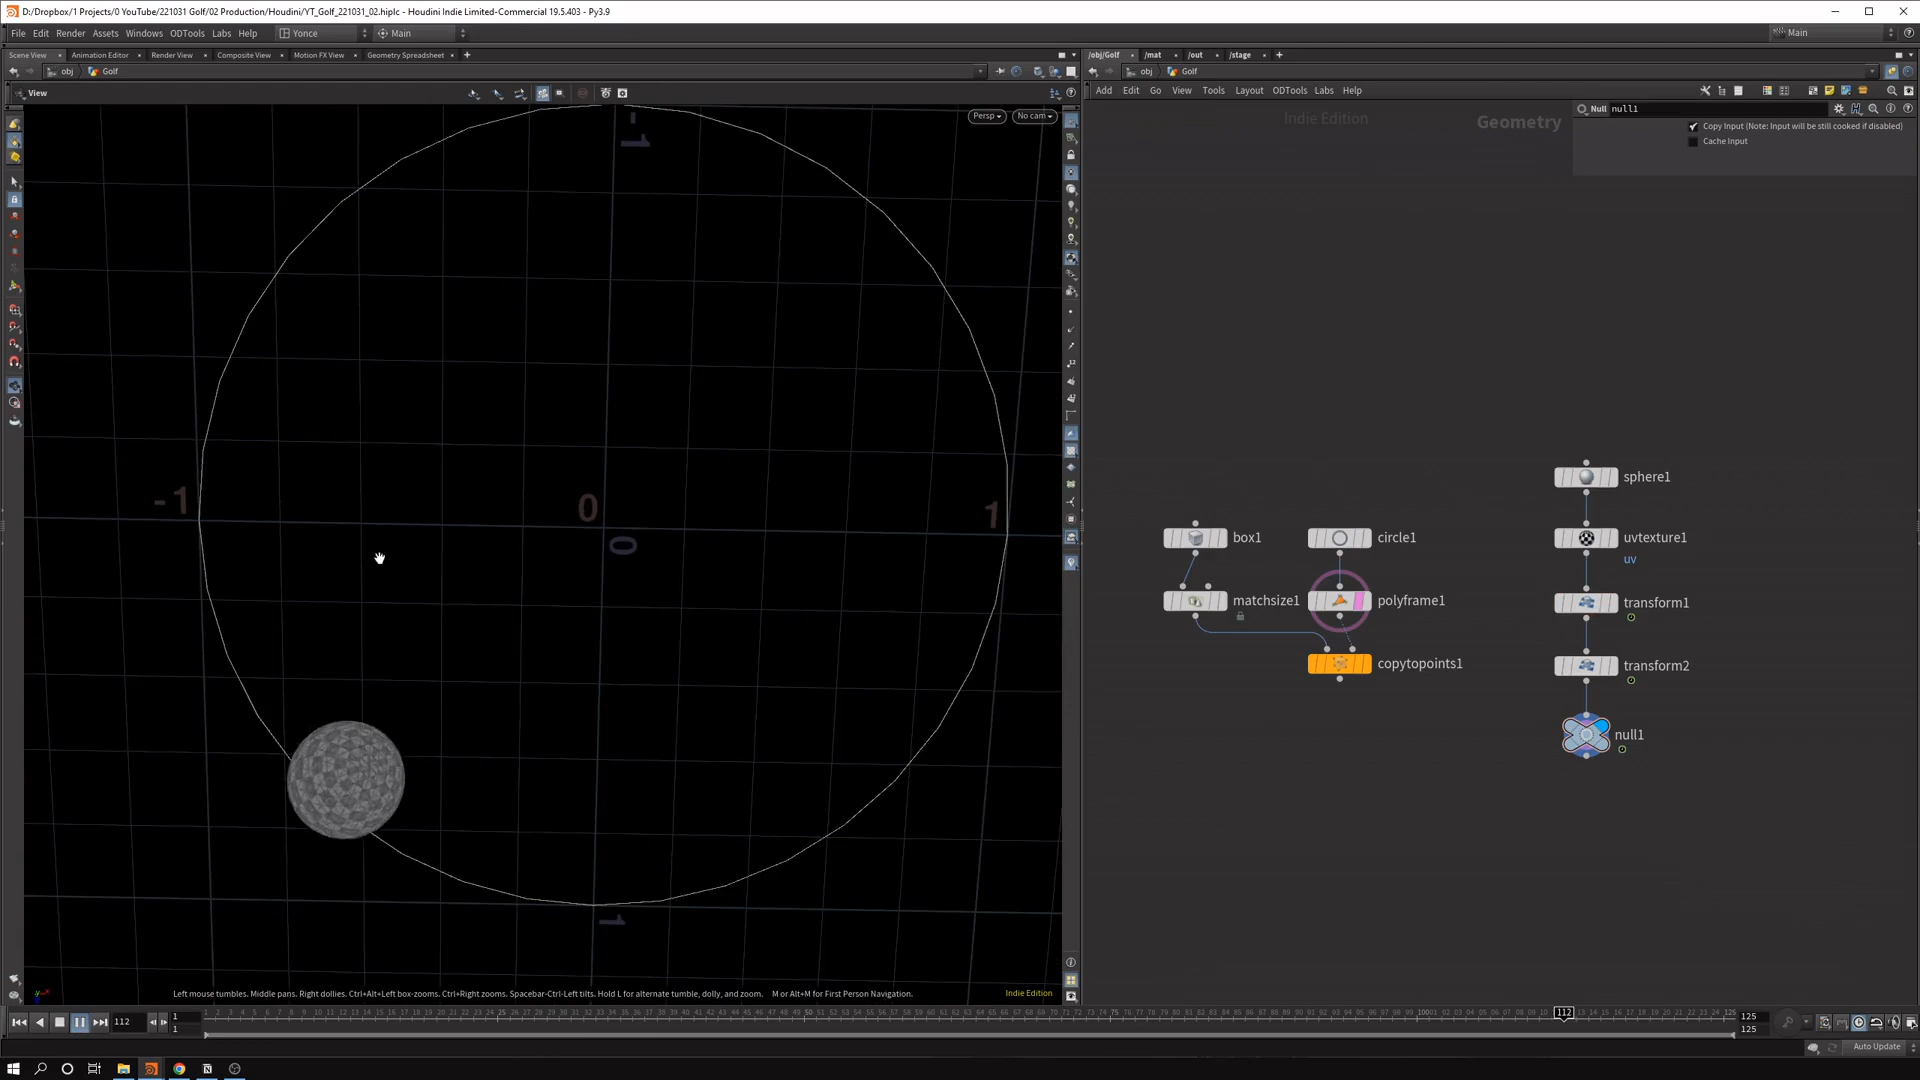 D:/Dropbox/1 Projects/0 YouTube/221031 Golf/02 Production/Houdini/YT_Golf_221031_02.hiplc - Houdini Indie Limited-Commercial 19.5.403 - Py3.9
File Edit Render Assets Windows ODTools Labs Help Yonce Main
Main
Scene View Animation Editor Render View Composite View Motion FX View Geometry Spreadsheet
/obj/Golf /mat /out /stage
obj Golf
obj Golf
View
Add Edit Go View Tools Layout ODTools Labs Help
Persp No cam
Indie Edition
Geometry
Null null1
Copy Input (Note: Input will be still cooked if disabled)
Cache Input
-1
-1
0
0
1
1
sphere1
box1
circle1
uvtexture1
uv
matchsize1
polyframe1
transform1
copytopoints1
transform2
null1
Left mouse tumbles. Middle pans. Right dollies. Ctrl+Alt+Left box-zooms. Ctrl+Right zooms. Spacebar-Ctrl-Left tilts. Hold L for alternate tumble, dolly, and zoom. M or Alt+M for First Person Navigation.
Indie Edition
112
1
1
112
125
125
Auto Update